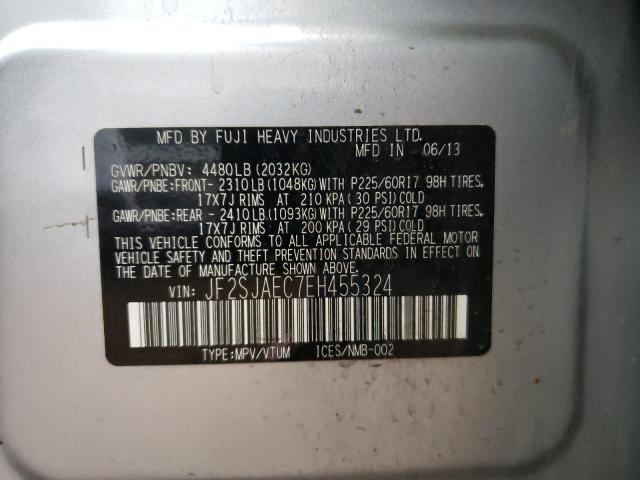 MFD BY FUJI HEAVY INDUSTRIES LTD.
MFD IN 06/13
GVWR/PNBV: 4480LB(2032KG)
GAWR/PNBE:FRONT- 2310LB(1048KG)WITH P225/60R17 98H TIRES,
17X7J RIMS AT 210 KPA(30 PSI)COLD
GAWR/PNBE:REAR - 2410LB(1093KG)WITH P225/60R17 98H TIRES,
17X7J RIMS AT 200 KPA(29 PSI)COLD
THIS VEHICLE CONFORMS TO ALL APPLICABLE FEDERAL MOTOR
VEHICLE SAFETY AND THEFT PREVENTION STANDARDS IN EFFECT ON
THE DATE OF MANUFACTURE SHOWN ABOVE.
VIN: JF2SJAEC7EH455324
TYPE:MPV/VTUM ICES/NMB-002